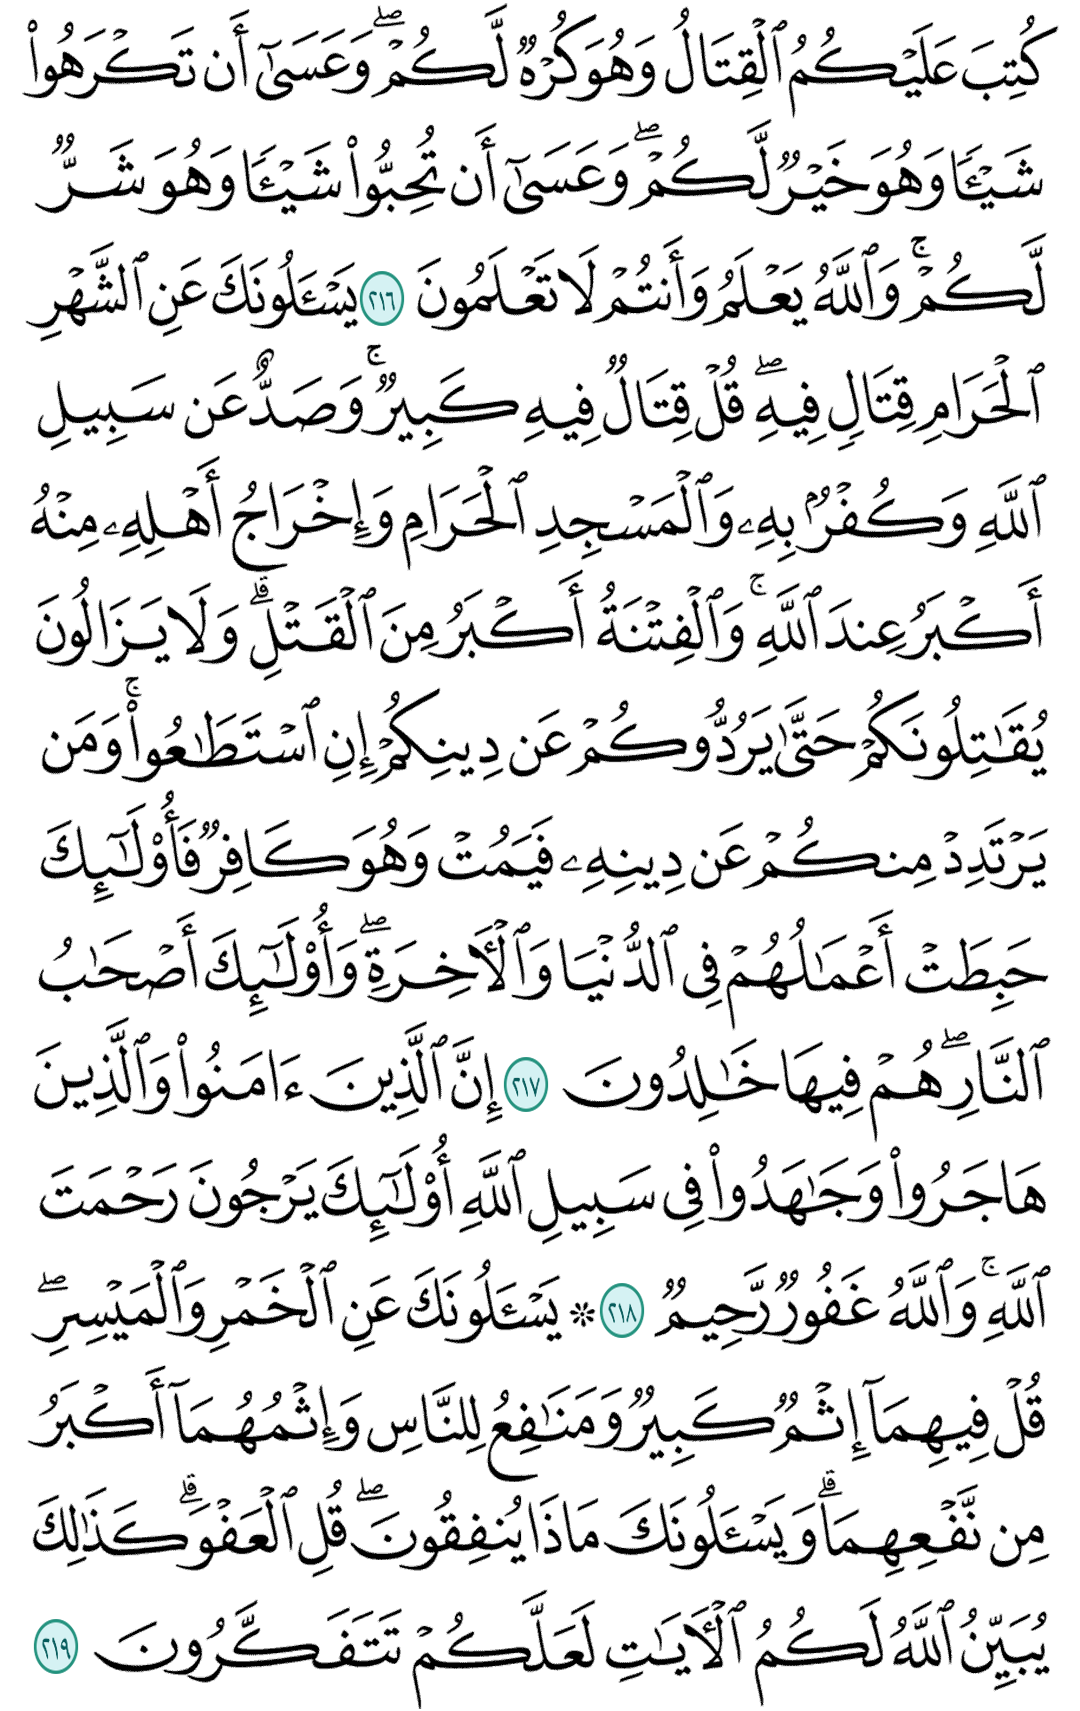 كُتِبَ عَلَيۡكُمُ ٱلۡقِتَالُ وَهُوَ كُرۡهٞ لَّكُمۡۖ وَعَسَىٰٓ أَن تَكۡرَهُواْ
شَيۡـٔٗا وَهُوَ خَيۡرٞ لَّكُمۡۖ وَعَسَىٰٓ أَن تُحِبُّواْ شَيۡـٔٗا وَهُوَ شَرّٞ
لَّكُمۡۚ وَٱللَّهُ يَعۡلَمُ وَأَنتُمۡ لَا تَعۡلَمُونَ ٢١٦ يَسۡـَٔلُونَكَ عَنِ ٱلشَّهۡرِ
ٱلۡحَرَامِ قِتَالٖ فِيهِۖ قُلۡ قِتَالٞ فِيهِ كَبِيرٞۚ وَصَدٌّ عَن سَبِيلِ
ٱللَّهِ وَكُفۡرُۢ بِهِۦ وَٱلۡمَسۡجِدِ ٱلۡحَرَامِ وَإِخۡرَاجُ أَهۡلِهِۦ مِنۡهُ
أَكۡبَرُ عِندَ ٱللَّهِۚ وَٱلۡفِتۡنَةُ أَكۡبَرُ مِنَ ٱلۡقَتۡلِۗ وَلَا يَزَالُونَ
يُقَٰتِلُونَكُمۡ حَتَّىٰ يَرُدُّوكُمۡ عَن دِينِكُمۡ إِنِ ٱسۡتَطَٰعُواْۚ وَمَن
يَرۡتَدِدۡ مِنكُمۡ عَن دِينِهِۦ فَيَمُتۡ وَهُوَ كَافِرٞ فَأُوْلَٰٓئِكَ
حَبِطَتۡ أَعۡمَٰلُهُمۡ فِي ٱلدُّنۡيَا وَٱلۡأٓخِرَةِۖ وَأُوْلَٰٓئِكَ أَصۡحَٰبُ
ٱلنَّارِۖ هُمۡ فِيهَا خَٰلِدُونَ ٢١٧ إِنَّ ٱلَّذِينَ ءَامَنُواْ وَٱلَّذِينَ
هَاجَرُواْ وَجَٰهَدُواْ فِي سَبِيلِ ٱللَّهِ أُوْلَٰٓئِكَ يَرۡجُونَ رَحۡمَتَ
ٱللَّهِۚ وَٱللَّهُ غَفُورٞ رَّحِيمٞ ٢١٨ ۞ يَسۡـَٔلُونَكَ عَنِ ٱلۡخَمۡرِ وَٱلۡمَيۡسِرِۖ
قُلۡ فِيهِمَآ إِثۡمٞ كَبِيرٞ وَمَنَٰفِعُ لِلنَّاسِ وَإِثۡمُهُمَآ أَكۡبَرُ
مِن نَّفۡعِهِمَاۗ وَيَسۡـَٔلُونَكَ مَاذَا يُنفِقُونَۖ قُلِ ٱلۡعَفۡوَۗ كَذَٰلِكَ
يُبَيِّنُ ٱللَّهُ لَكُمُ ٱلۡأٓيَٰتِ لَعَلَّكُمۡ تَتَفَكَّرُونَ ٢١٩